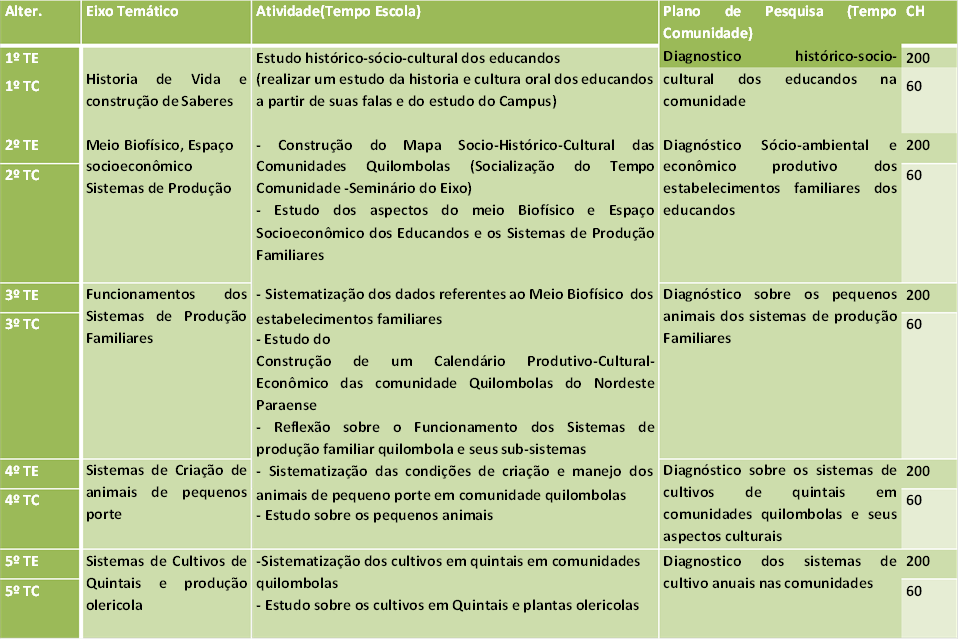 Alter.
Eixo Temático
Atividade(Tempo Escola)
Plano de Pesquisa (Tempo
Comunidade)
CH
1º TE
1º TC
Historia de Vida e
construção de Saberes
Estudo histórico-sócio-cultural dos educandos
(realizar um estudo da historia e cultura oral dos educandos
a partir de suas falas e do estudo do Campus)
Diagnostico histórico-socio-
cultural dos educandos na
comunidade
200
60
2º TE
2º TC
Meio Biofísico, Espaço
socioeconômico
Sistemas de Produção
- Construção do Mapa Socio-Histórico-Cultural das
Comunidades Quilombolas (Socialização do Tempo
Comunidade -Seminário do Eixo)
- Estudo dos aspectos do meio Biofísico e Espaço
Socioeconômico dos Educandos e os Sistemas de Produção
Familiares
Diagnóstico Sócio-ambiental e
econômico produtivo dos
estabelecimentos familiares dos
educandos
200
60
3º TE
3º TC
Funcionamentos dos
Sistemas de Produção
Familiares
- Sistematização dos dados referentes ao Meio Biofísico dos
estabelecimentos familiares
- Estudo do
Construção de um Calendário Produtivo-Cultural-
Econômico das comunidade Quilombolas do Nordeste
Paraense
- Reflexão sobre o Funcionamento dos Sistemas de
produção familiar quilombola e seus sub-sistemas
Diagnóstico sobre os pequenos
animais dos sistemas de produção
Familiares
200
60
4º TE
4º TC
Sistemas de Criação de
animais de pequenos
porte
- Sistematização das condições de criação e manejo dos
animais de pequeno porte em comunidade quilombolas
- Estudo sobre os pequenos animais
Diagnóstico sobre os sistemas de
cultivos de quintais em
comunidades quilombolas e seus
aspectos culturais
200
60
5º TE
5º TC
Sistemas de Cultivos de
Quintais e produção
olericola
-Sistematização dos cultivos em quintais em comunidades
quilombolas
- Estudo sobre os cultivos em Quintais e plantas olericolas
Diagnostico dos sistemas de
cultivo anuais nas comunidades
200
60